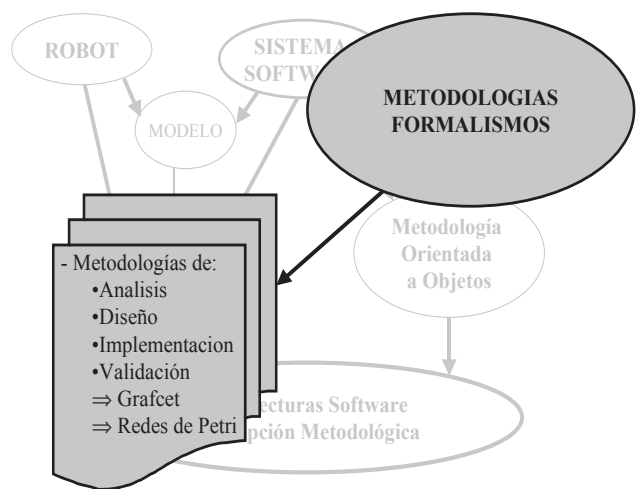 ROBOT
SISTEMA
SOFTW
METODOLOGIAS
FORMALISMOS
MODELO
Metodología
Orientada
a Objetos
- Metodologías de:
•Analisis
•Diseño
•Implementacion
•Validación
⇒ Grafcet
⇒ Redes de Petri
ecturas Software
pción Metodológica